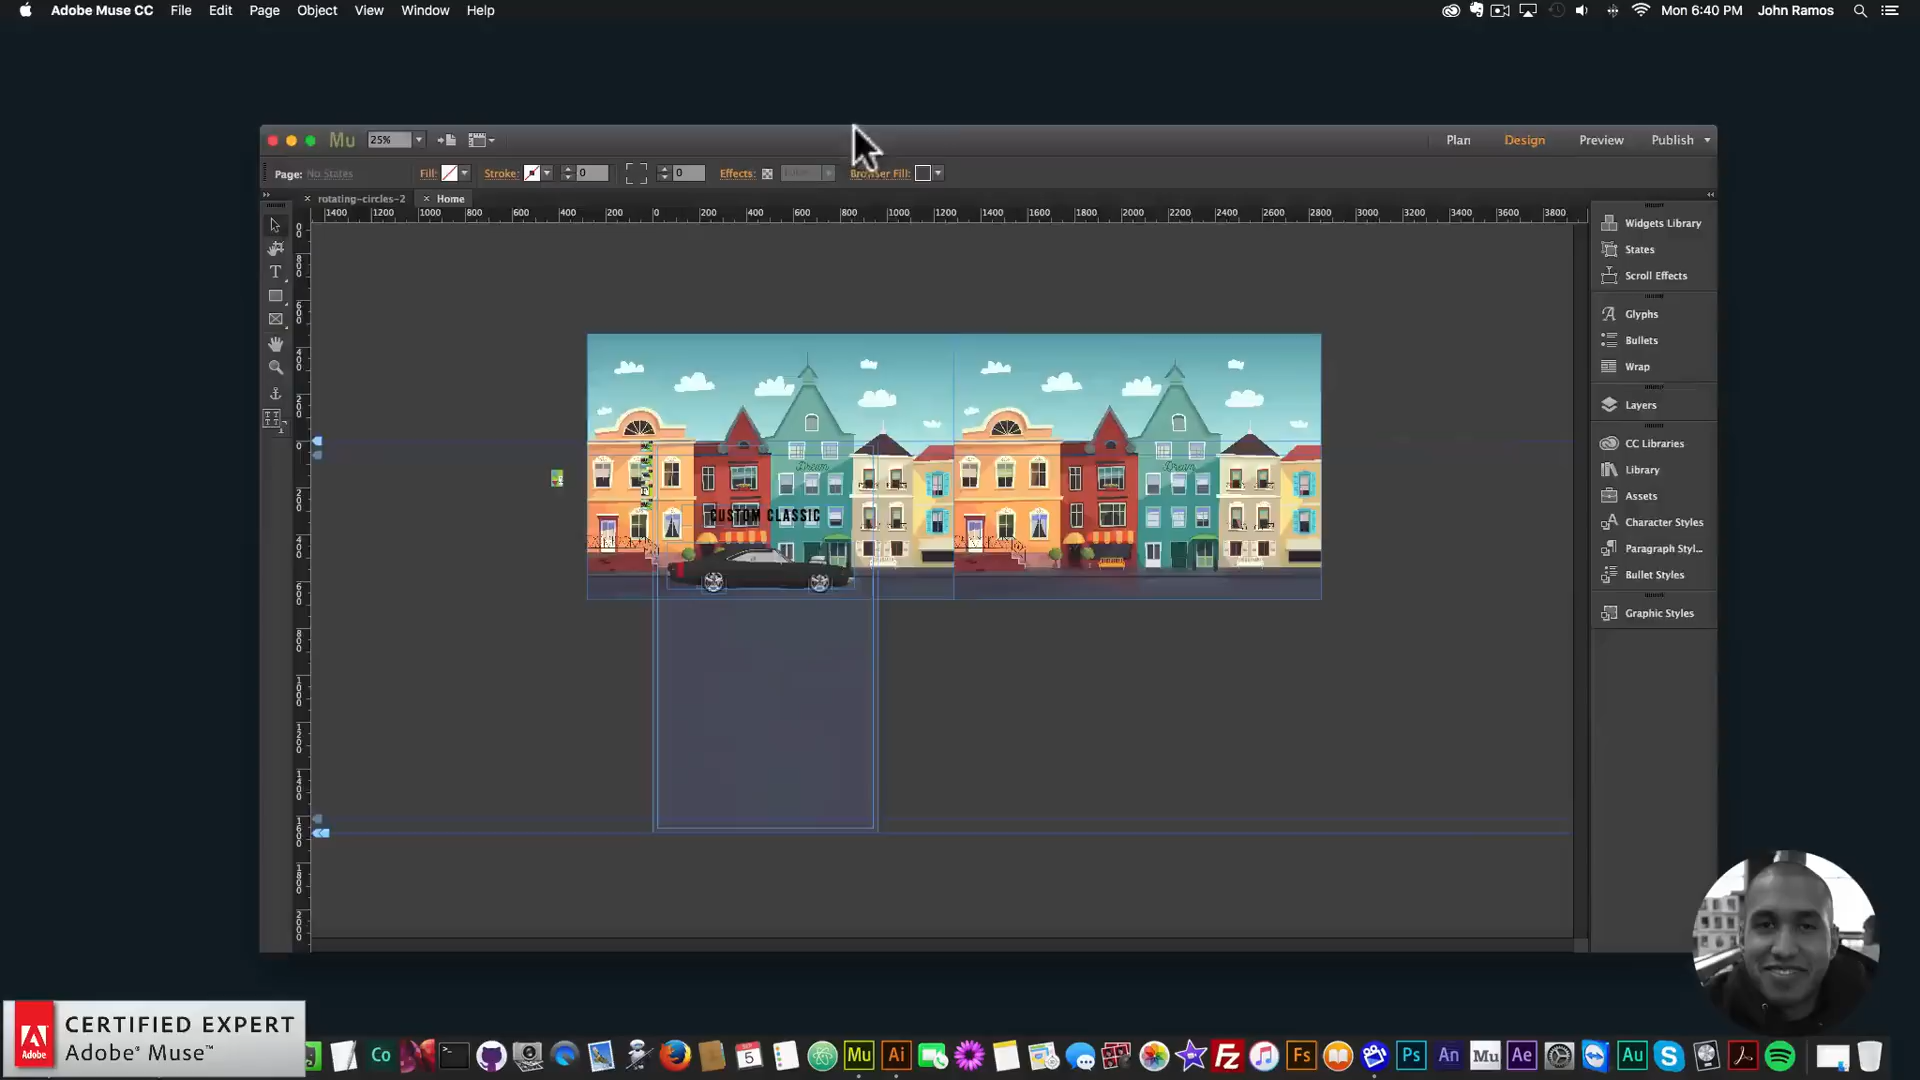 Adobe Muse CC File Edit Page Object View Window Help Mon 6:40 PM John Ramos
Mu 25% Plan Design Preview Publish
Page: No States Fill: Stroke: 0 0 Effects: Browser Fill:
× rotating-circles-2 × Home
1400 1200 1000 800 600 400 200 0 200 400 600 800 1000 1200 1400 1600 1800 2000 2200 2400 2600 2800 3000 3200 3400 3600 3800
Widgets Library
States
Scroll Effects
Glyphs
Bullets
Wrap
Layers
CC Libraries
Library
Assets
Character Styles
Paragraph Styl...
Bullet Styles
Graphic Styles
Dream Dream
CUSTOM CLASSIC
CERTIFIED EXPERT
Adobe® Muse™
Adobe
Co 5 Mu Ai Fz Fs Ps An Mu Ae Au